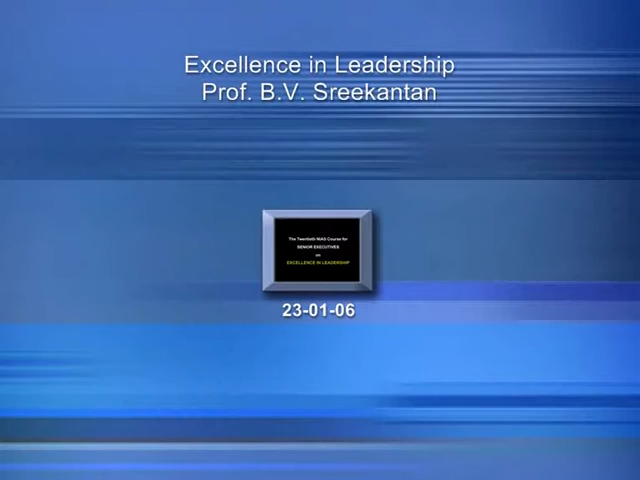 Excellence in Leadership
Prof. B.V. Sreekantan
The Twentieth NIAS Course for
SENIOR EXECUTIVES
on
EXCELLENCE IN LEADERSHIP
23-01-06